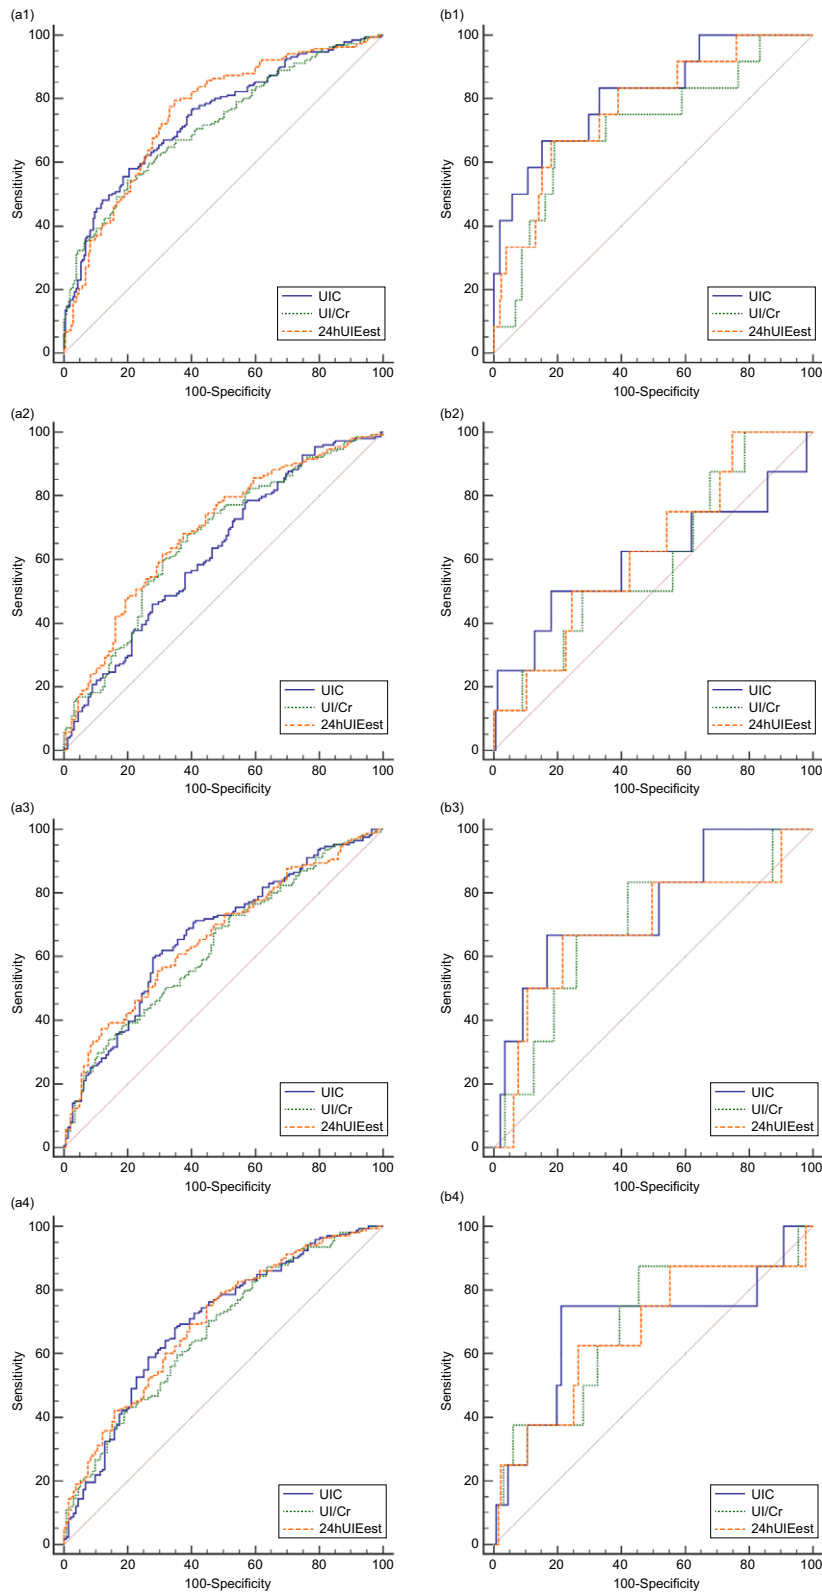 (a1)
100
80
60
40
20
0
Sensitivity
UIC
UI/Cr
24hUIEest
0 20 40 60 80 100
100-Specificity
(b1)
100
80
60
40
20
0
Sensitivity
UIC
UI/Cr
24hUIEest
0 20 40 60 80 100
100-Specificity
(a2)
100
80
60
40
20
0
Sensitivity
UIC
UI/Cr
24hUIEest
0 20 40 60 80 100
100-Specificity
(b2)
100
80
60
40
20
0
Sensitivity
UIC
UI/Cr
24hUIEest
0 20 40 60 80 100
100-Specificity
(a3)
100
80
60
40
20
0
Sensitivity
UIC
UI/Cr
24hUIEest
0 20 40 60 80 100
100-Specificity
(b3)
100
80
60
40
20
0
Sensitivity
UIC
UI/Cr
24hUIEest
0 20 40 60 80 100
100-Specificity
(a4)
100
80
60
40
20
0
Sensitivity
UIC
UI/Cr
24hUIEest
0 20 40 60 80 100
100-Specificity
(b4)
100
80
60
40
20
0
Sensitivity
UIC
UI/Cr
24hUIEest
0 20 40 60 80 100
100-Specificity